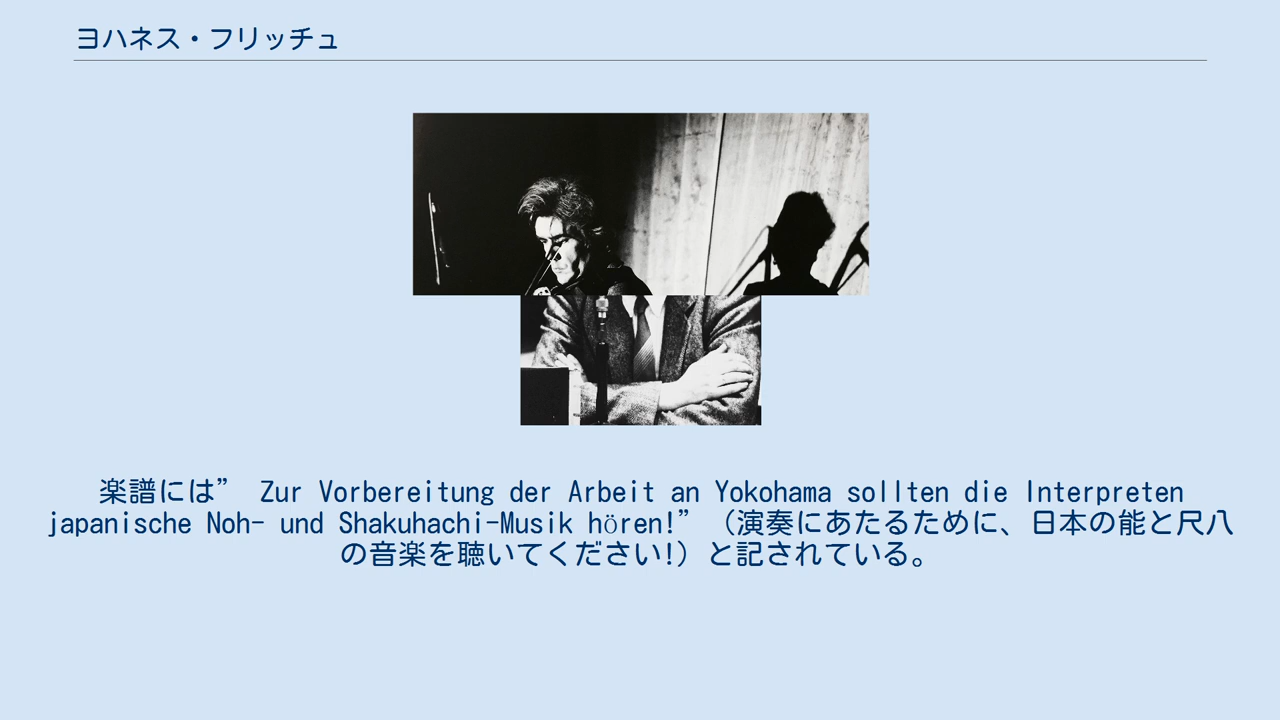 ヨハネス・フリッチュ
楽譜には” Zur Vorbereitung der Arbeit an Yokohama sollten die Interpreten
japanische Noh- und Shakuhachi-Musik hören!” （演奏にあたるために、日本の能と尺八
の音楽を聴いてください!）と記されている。